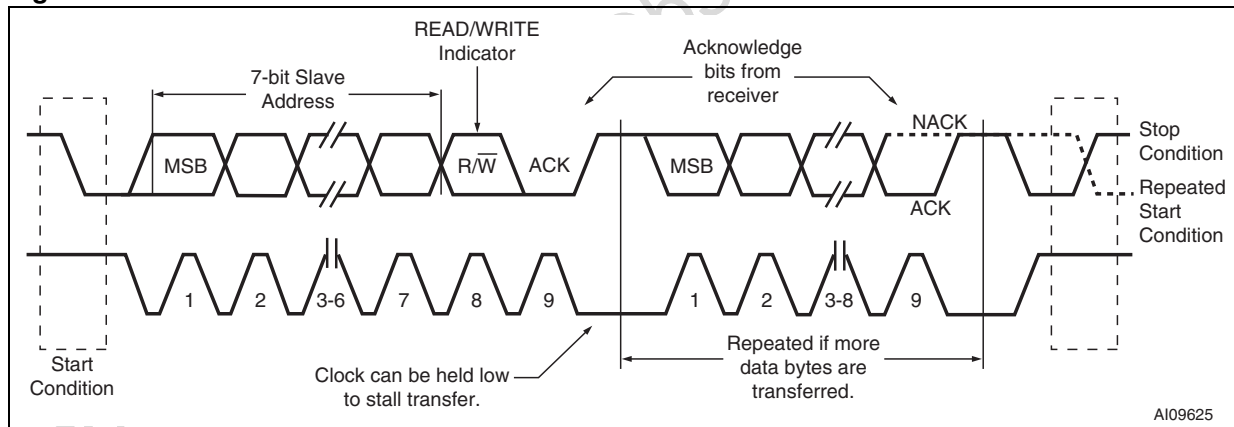 READ/WRITE
Indicator
Acknowledge
bits from
receiver
7-bit Slave
Address
NACK
Stop
Condition
MSB
R/W̅
ACK
MSB
ACK
Repeated
Start
Condition
1
2
3-6
7
8
9
1
2
3-8
9
Start
Condition
Clock can be held low
to stall transfer.
Repeated if more
data bytes are
transferred.
AI09625